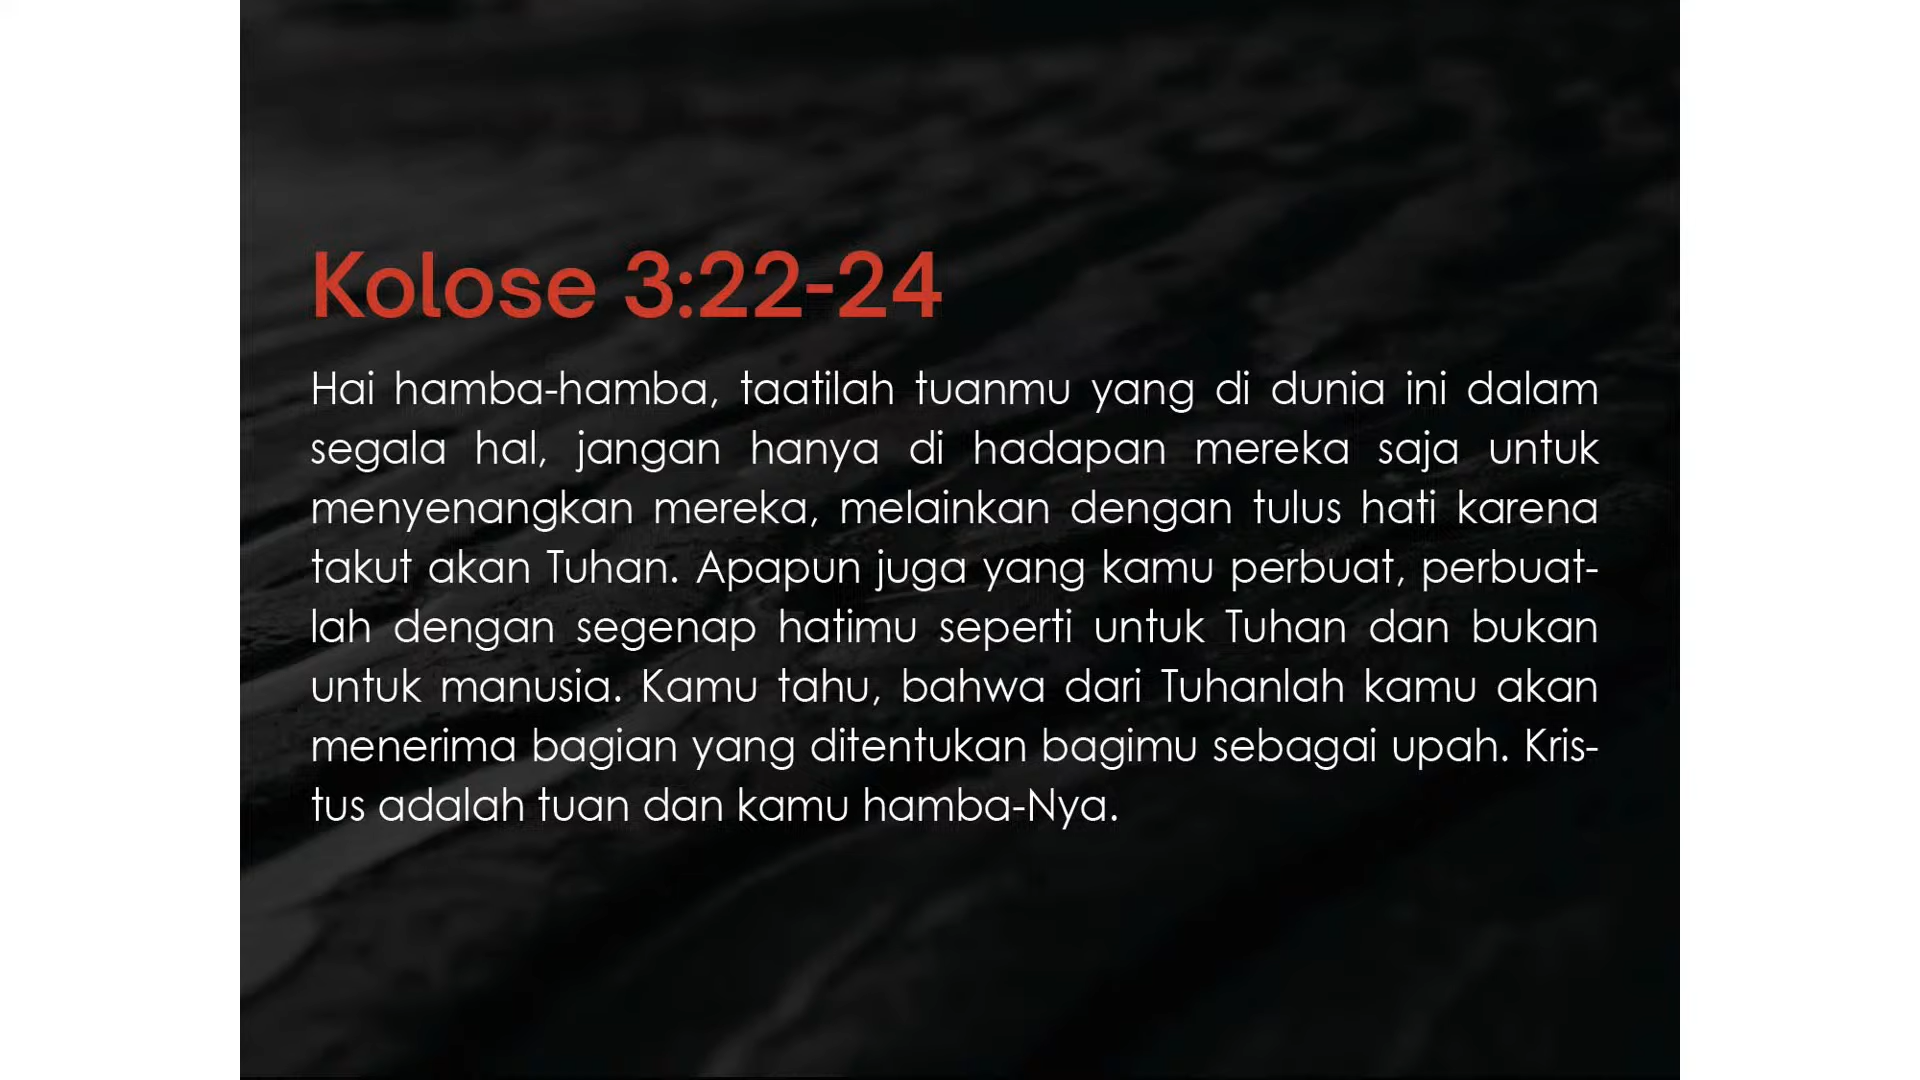 Kolose 3:22-24
Hai hamba-hamba, taatilah tuanmu yang di dunia ini dalam
segala hal, jangan hanya di hadapan mereka saja untuk
menyenangkan mereka, melainkan dengan tulus hati karena
takut akan Tuhan. Apapun juga yang kamu perbuat, perbuat-
lah dengan segenap hatimu seperti untuk Tuhan dan bukan
untuk manusia. Kamu tahu, bahwa dari Tuhanlah kamu akan
menerima bagian yang ditentukan bagimu sebagai upah. Kris-
tus adalah tuan dan kamu hamba-Nya.